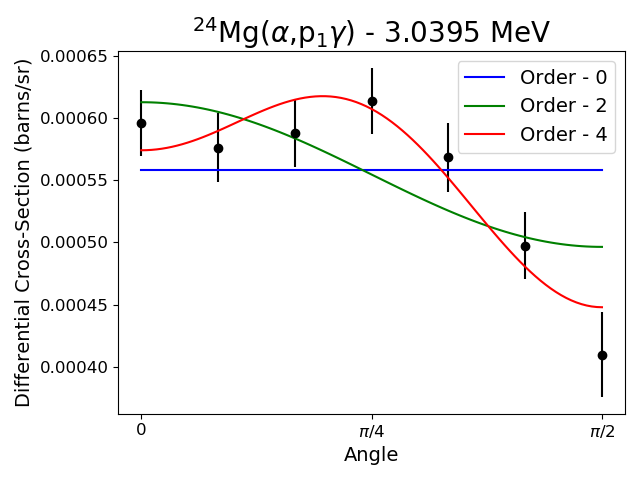 ²⁴Mg(α,p₁γ) - 3.0395 MeV
Differential Cross-Section (barns/sr)
0.00065
0.00060
0.00055
0.00050
0.00045
0.00040
Order - 0
Order - 2
Order - 4
0
π/4
π/2
Angle